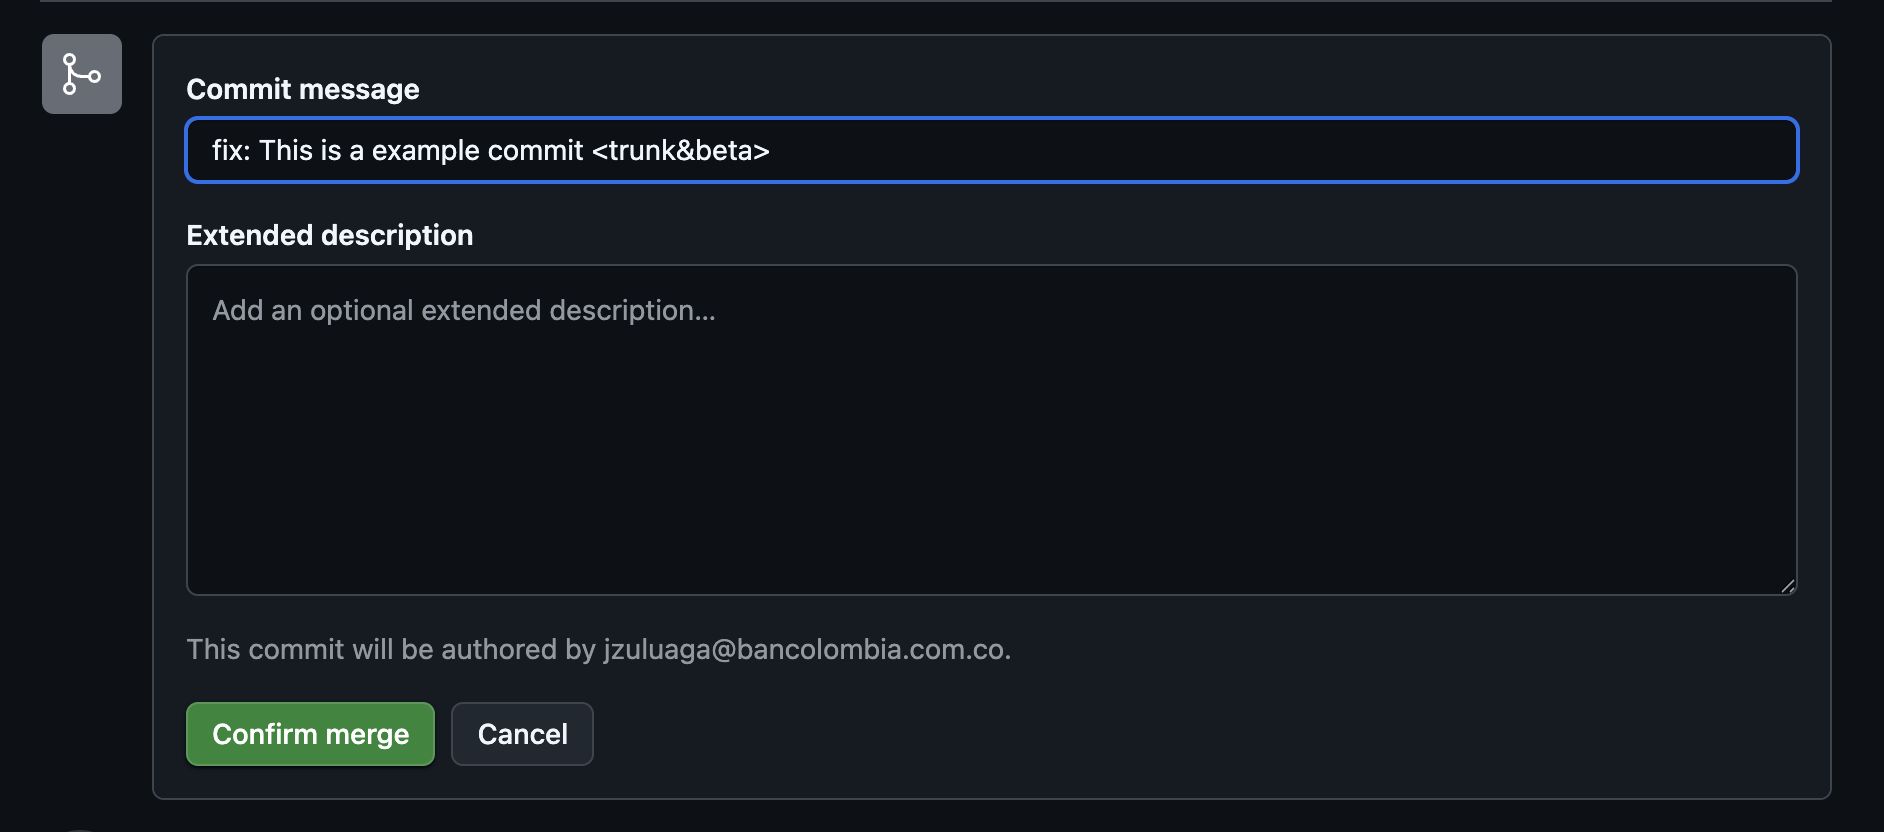 Commit message
fix: This is a example commit <trunk&beta>
Extended description
Add an optional extended description...
This commit will be authored by jzuluaga@bancolombia.com.co.
Confirm merge
Cancel